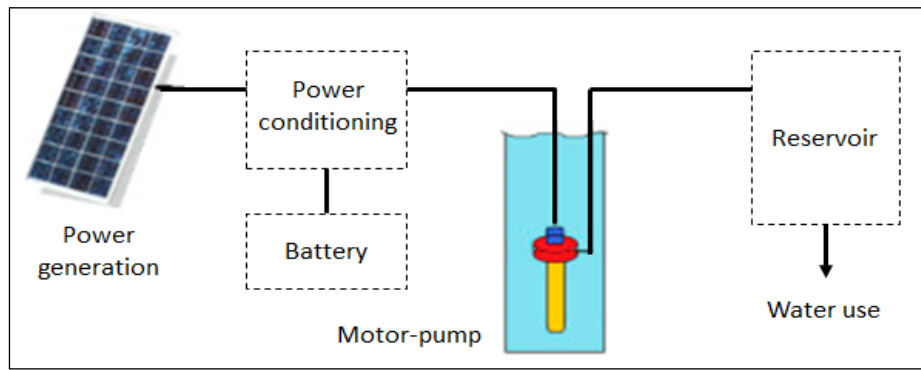 Power
conditioning
Reservoir
Power
generation
Battery
Motor-pump
Water use